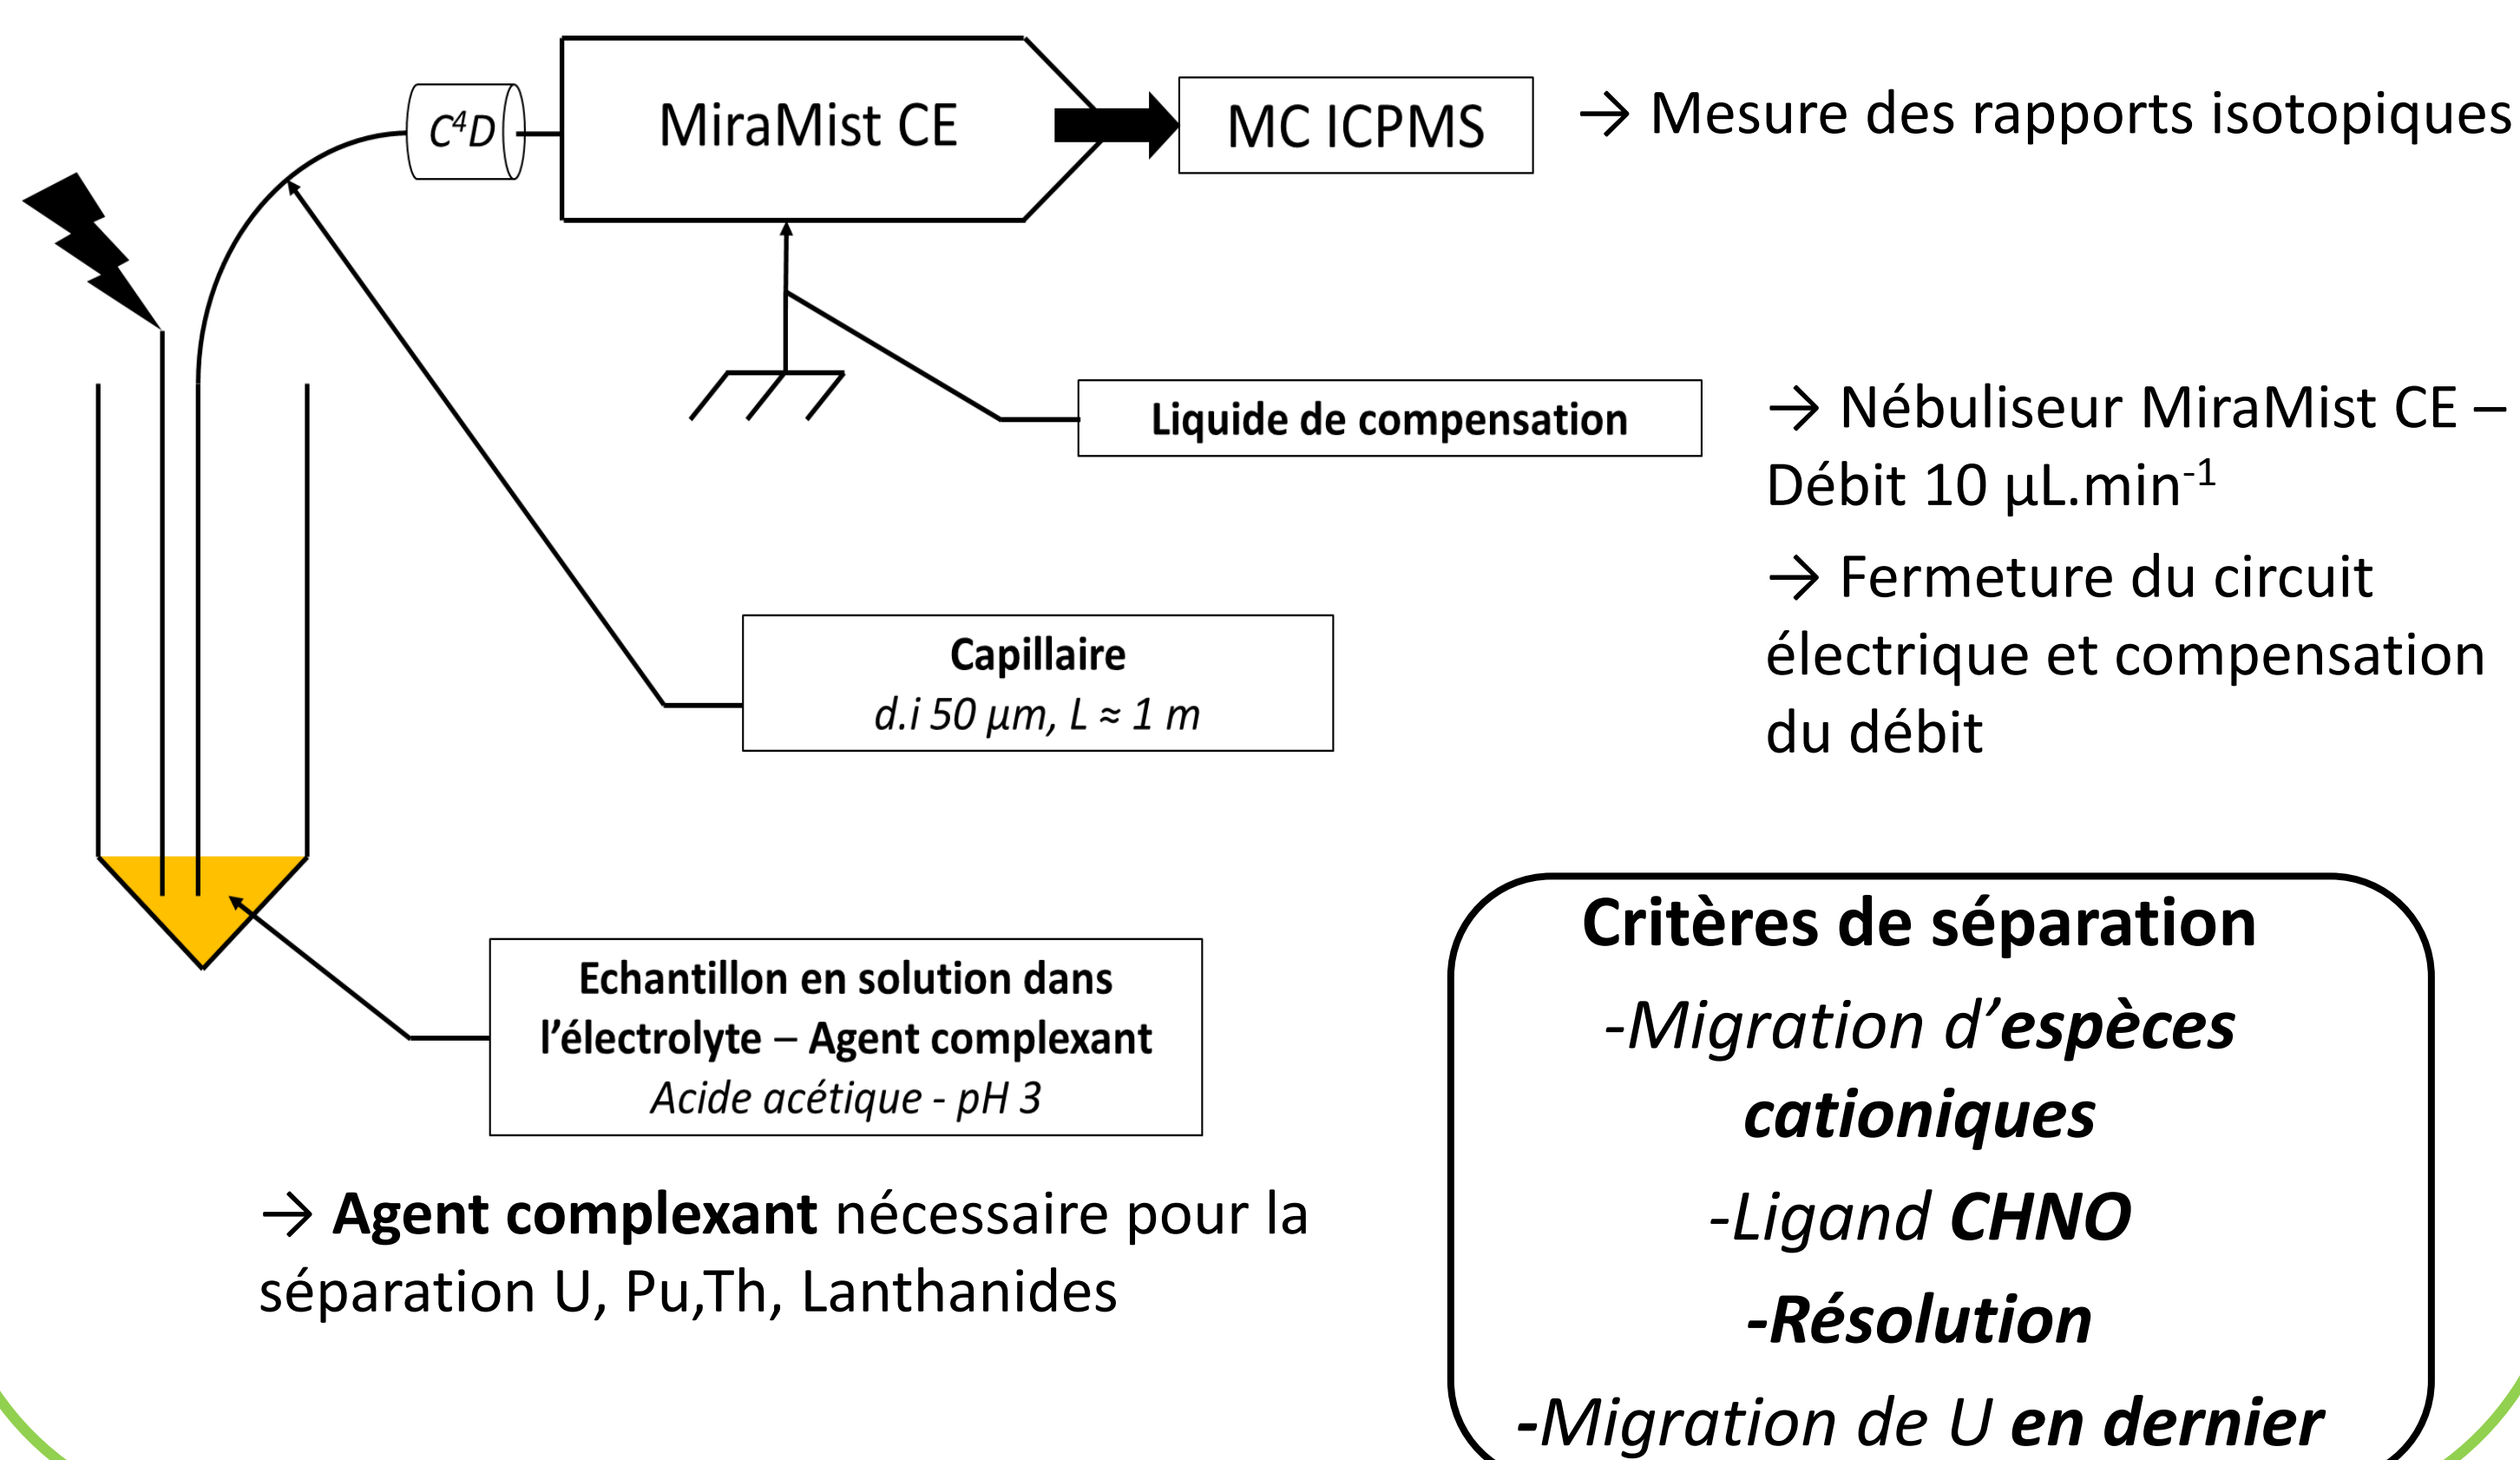 C⁴D
MiraMist CE
MC ICPMS
→ Mesure des rapports isotopiques
Liquide de compensation
→ Nébuliseur MiraMist CE –
Débit 10 µL.min⁻¹
→ Fermeture du circuit
électrique et compensation
du débit
Capillaire
d.i 50 µm, L ≈ 1 m
Echantillon en solution dans
l’électrolyte – Agent complexant
Acide acétique - pH 3
→ Agent complexant nécessaire pour la
séparation U, Pu,Th, Lanthanides
Critères de séparation
-Migration d’espèces
cationiques
-Ligand CHNO
-Résolution
-Migration de U en dernier